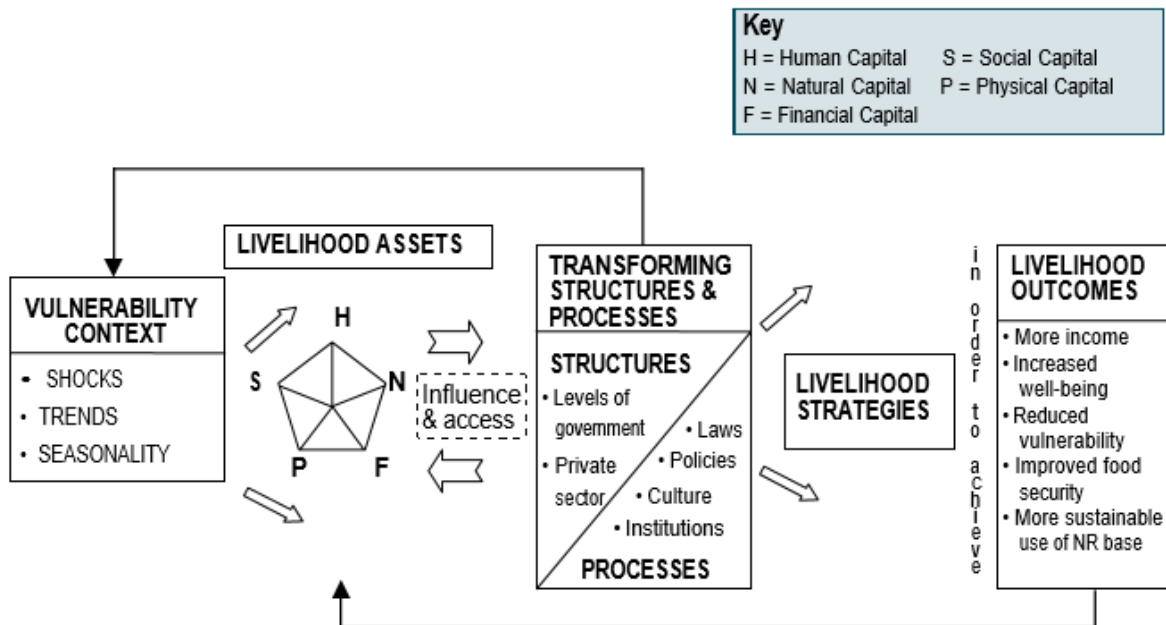 Key
H = Human Capital S = Social Capital
N = Natural Capital P = Physical Capital
F = Financial Capital
LIVELIHOOD ASSETS
VULNERABILITY
CONTEXT
• SHOCKS
• TRENDS
• SEASONALITY
H
S
N
P
F
Influence
& access
TRANSFORMING
STRUCTURES &
PROCESSES
STRUCTURES
• Levels of
government
• Private
sector
• Laws
• Policies
• Culture
• Institutions
PROCESSES
LIVELIHOOD
STRATEGIES
in order to achieve
LIVELIHOOD
OUTCOMES
• More income
• Increased
well-being
• Reduced
vulnerability
• Improved food
security
• More sustainable
use of NR base